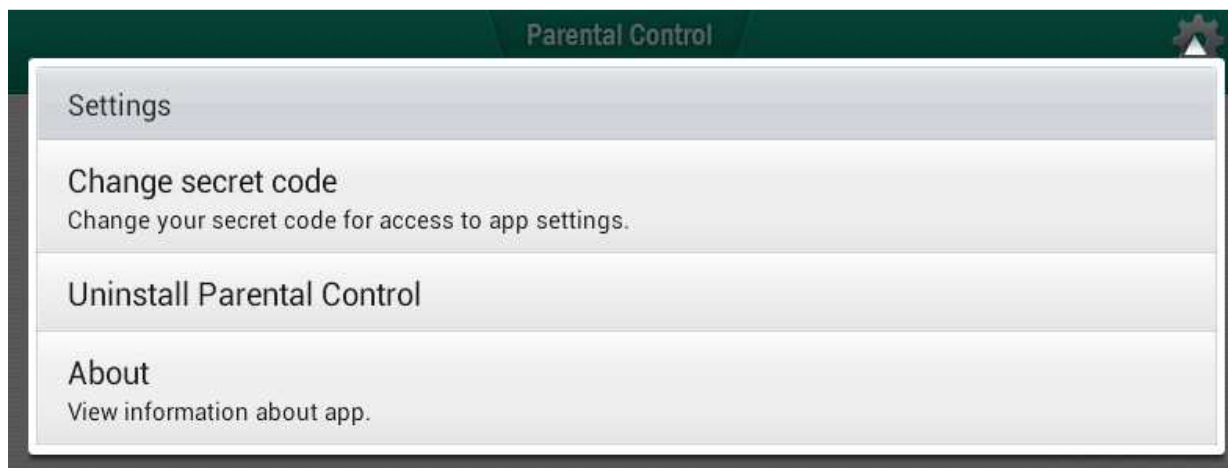 Parental Control
Settings
Change secret code
Change your secret code for access to app settings.
Uninstall Parental Control
About
View information about app.